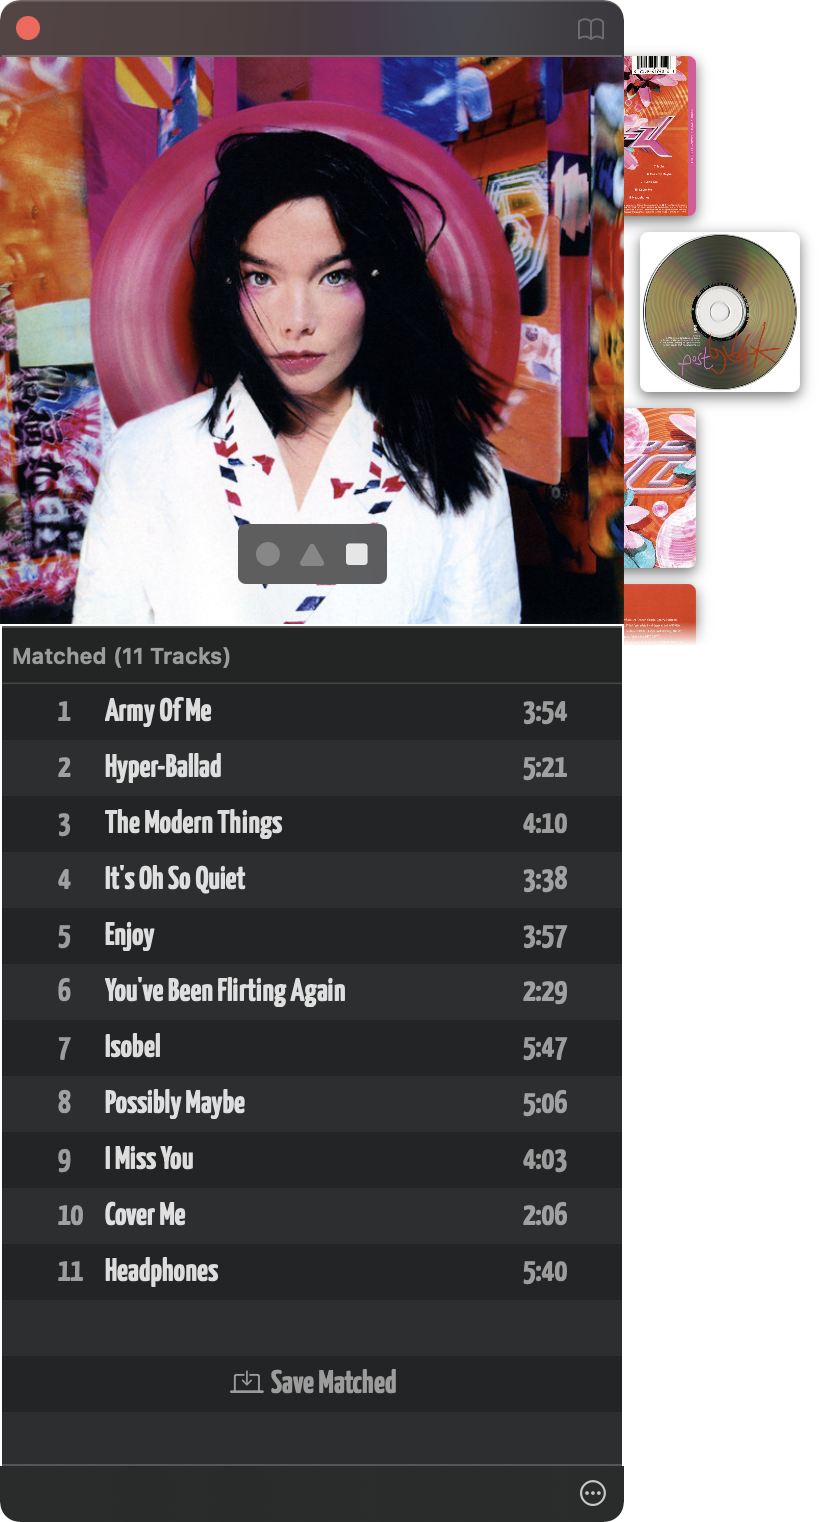 Matched (11 Tracks)
1 Army Of Me 3:54
2 Hyper-Ballad 5:21
3 The Modern Things 4:10
4 It's Oh So Quiet 3:38
5 Enjoy 3:57
6 You've Been Flirting Again 2:29
7 Isobel 5:47
8 Possibly Maybe 5:06
9 I Miss You 4:03
10 Cover Me 2:06
11 Headphones 5:40
Save Matched
post
björk